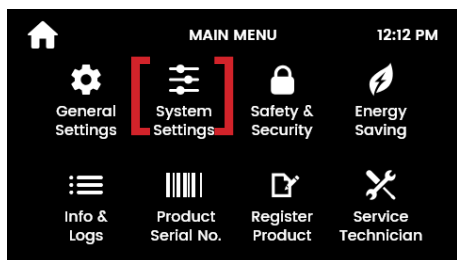 MAIN MENU
12:12 PM
General
Settings
System
Settings
Safety &
Security
Energy
Saving
Info &
Logs
Product
Serial No.
Register
Product
Service
Technician